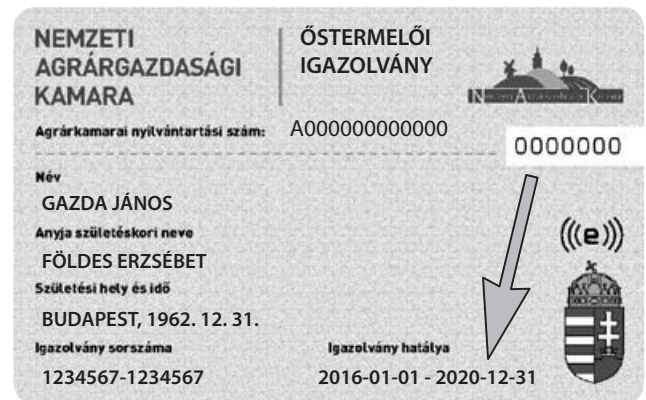 NEMZETI
AGRÁRGAZDASÁGI
KAMARA
ŐSTERMELŐI
IGAZOLVÁNY
Agrárkamarai nyilvántartási szám: A000000000000
0000000
Név
GAZDA JÁNOS
Anyja születéskori neve
FÖLDES ERZSÉBET
Születési hely és idő
BUDAPEST, 1962. 12. 31.
Igazolvány sorszáma
1234567-1234567
Igazolvány hatálya
2016-01-01 - 2020-12-31
(((e)))